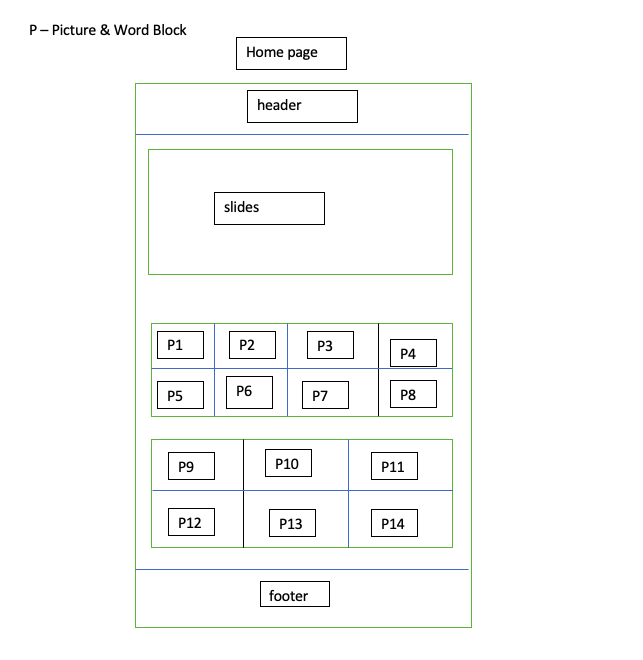 P – Picture & Word Block
Home page
header
slides
P1
P2
P3
P4
P5
P6
P7
P8
P9
P10
P11
P12
P13
P14
footer